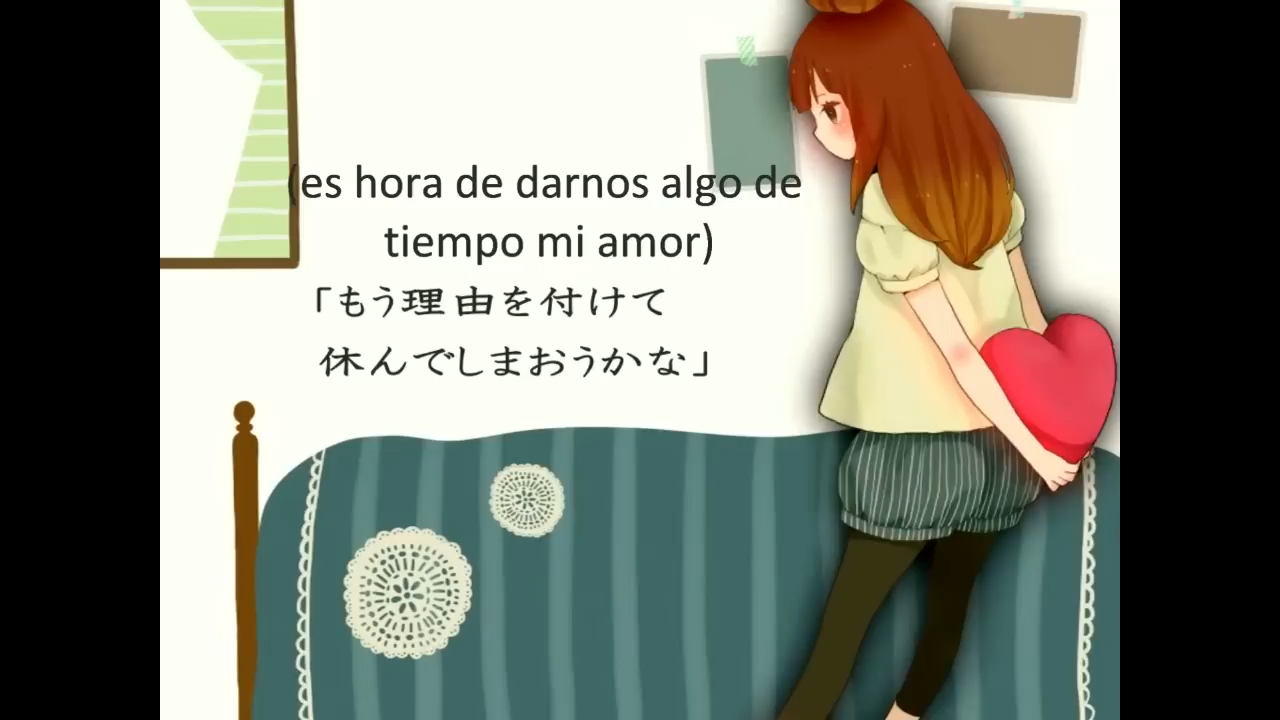 (es hora de darnos algo de
tiempo mi amor)
「もう理由を付けて
休んでしまおうかな」